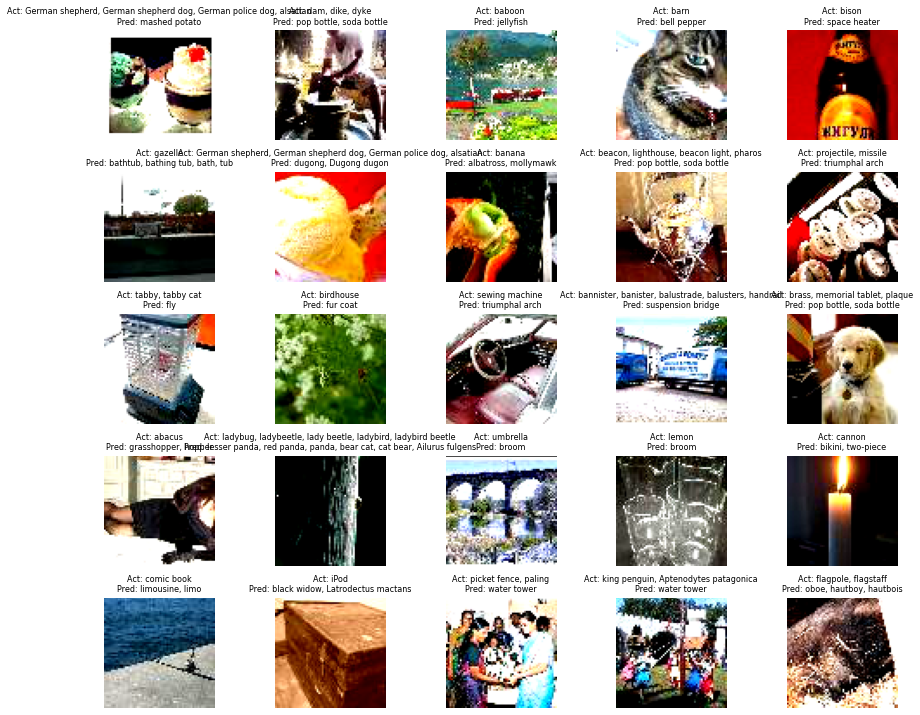 Act: German shepherd, German shepherd dog, German police dog, alsatian
Pred: mashed potato
Act: dam, dike, dyke
Pred: pop bottle, soda bottle
Act: baboon
Pred: jellyfish
Act: barn
Pred: bell pepper
Act: bison
Pred: space heater
Act: gazelle
Pred: bathtub, bathing tub, bath, tub
Act: German shepherd, German shepherd dog, German police dog, alsatian
Pred: dugong, Dugong dugon
Act: banana
Pred: albatross, mollymawk
Act: beacon, lighthouse, beacon light, pharos
Pred: pop bottle, soda bottle
Act: projectile, missile
Pred: triumphal arch
Act: tabby, tabby cat
Pred: fly
Act: birdhouse
Pred: fur coat
Act: sewing machine
Pred: triumphal arch
Act: bannister, banister, balustrade, balusters, handrail
Pred: suspension bridge
Act: brass, memorial tablet, plaque
Pred: pop bottle, soda bottle
Act: abacus
Pred: grasshopper, hopper
Act: ladybug, ladybeetle, lady beetle, ladybird, ladybird beetle
Pred: lesser panda, red panda, panda, bear cat, cat bear, Ailurus fulgens
Act: umbrella
Pred: broom
Act: lemon
Pred: broom
Act: cannon
Pred: bikini, two-piece
Act: comic book
Pred: limousine, limo
Act: iPod
Pred: black widow, Latrodectus mactans
Act: picket fence, paling
Pred: water tower
Act: king penguin, Aptenodytes patagonica
Pred: water tower
Act: flagpole, flagstaff
Pred: oboe, hautboy, hautbois